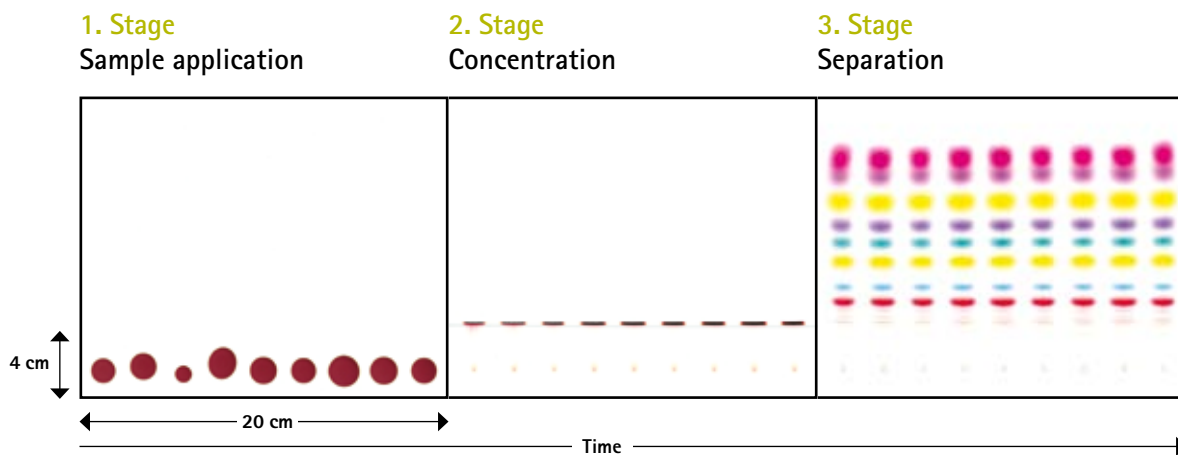 1. Stage
Sample application
2. Stage
Concentration
3. Stage
Separation
4 cm
20 cm
Time